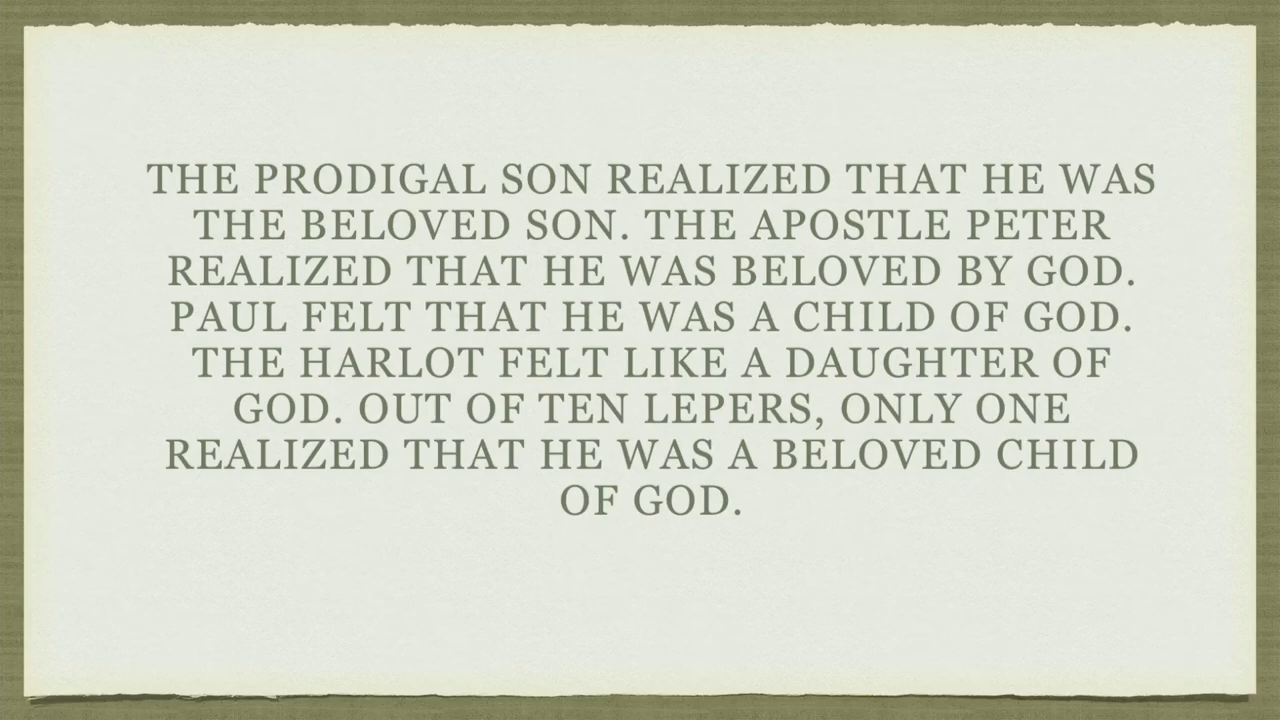 THE PRODIGAL SON REALIZED THAT HE WAS
THE BELOVED SON. THE APOSTLE PETER
REALIZED THAT HE WAS BELOVED BY GOD.
PAUL FELT THAT HE WAS A CHILD OF GOD.
THE HARLOT FELT LIKE A DAUGHTER OF
GOD. OUT OF TEN LEPERS, ONLY ONE
REALIZED THAT HE WAS A BELOVED CHILD
OF GOD.